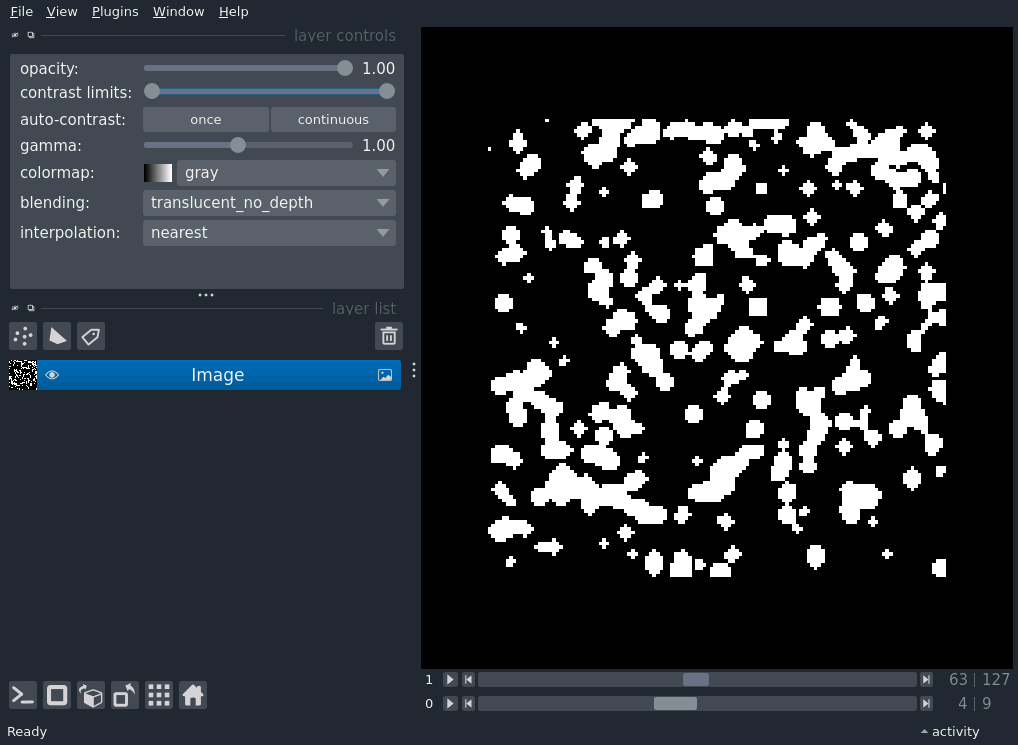 File View Plugins Window Help
layer controls
opacity: 1.00
contrast limits:
auto-contrast: once continuous
gamma: 1.00
colormap: gray
blending: translucent_no_depth
interpolation: nearest
layer list
Image
1 63 | 127
0 4 | 9
Ready activity